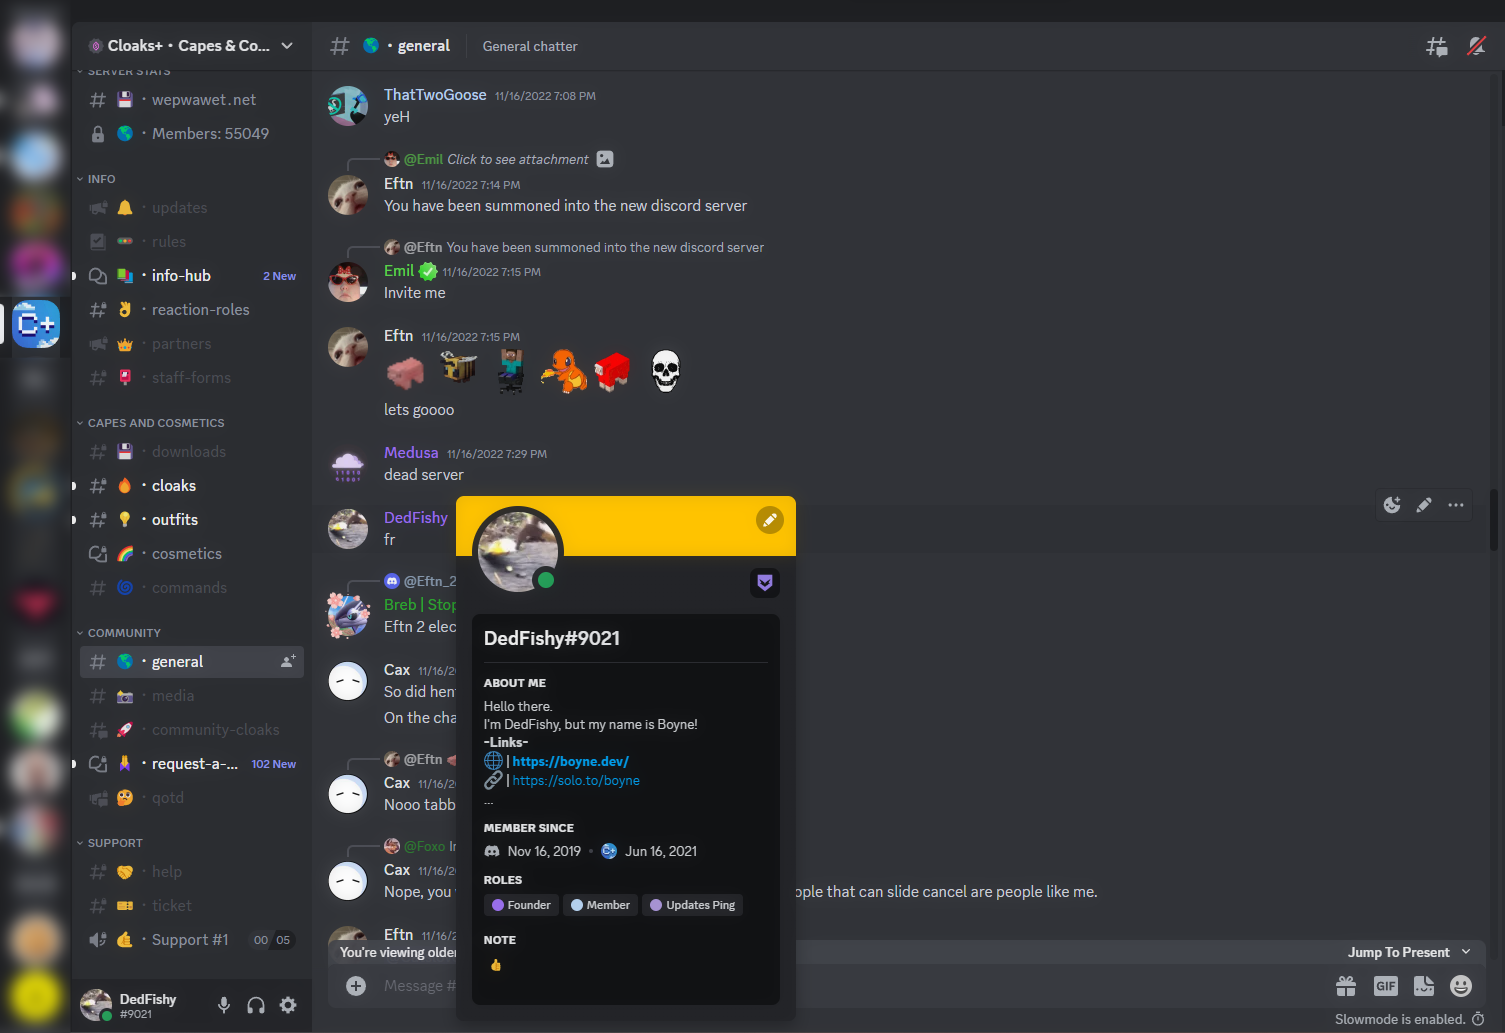 Cloaks+ • Capes & Co...
SERVER STATS
wepwawet.net
Members: 55049
INFO
updates
rules
info-hub
2 New
reaction-roles
partners
staff-forms
CAPES AND COSMETICS
downloads
cloaks
outfits
cosmetics
commands
COMMUNITY
general
media
community-cloaks
request-a-...
102 New
qotd
SUPPORT
help
ticket
Support #1
00 05
DedFishy
#9021
C+
• general
General chatter
ThatTwoGoose 11/16/2022 7:08 PM
yeH
@Emil Click to see attachment
Eftn 11/16/2022 7:14 PM
You have been summoned into the new discord server
@Eftn You have been summoned into the new discord server
Emil 11/16/2022 7:15 PM
Invite me
Eftn 11/16/2022 7:15 PM
lets goooo
Medusa 11/16/2022 7:29 PM
dead server
DedFishy
fr
@Eftn_2
Breb | Stop
Eftn 2 elec
Cax 11/16/2
So did hen
On the cha
@Eftn
Cax 11/16/2
Nooo tabb
@Foxo
Cax 11/16/2
Nope, you
ople that can slide cancel are people like me.
Eftn 11/16/2
You're viewing older
Jump To Present
Message #
GIF
Slowmode is enabled.
DedFishy#9021
ABOUT ME
Hello there.
I'm DedFishy, but my name is Boyne!
-Links-
| https://boyne.dev/
| https://solo.to/boyne
...
MEMBER SINCE
Nov 16, 2019 • C+ Jun 16, 2021
ROLES
Founder Member Updates Ping
NOTE
👍